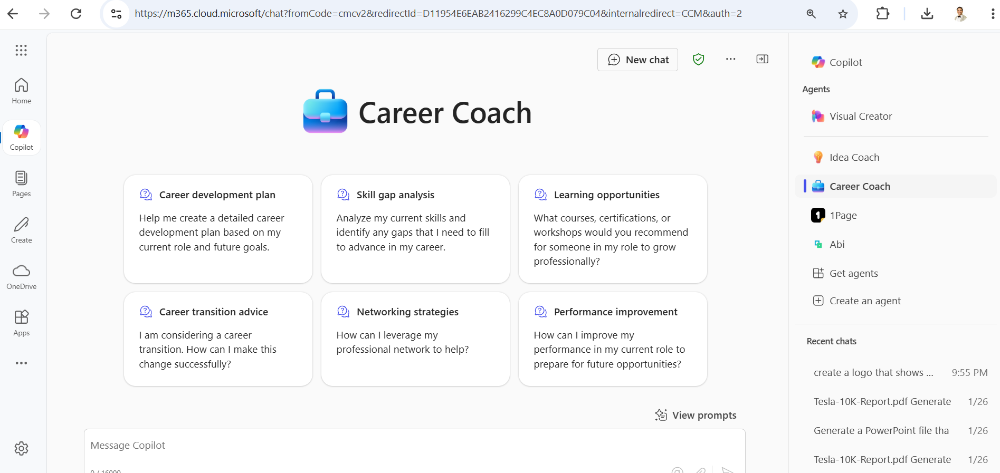 https://m365.cloud.microsoft/chat?fromCode=cmcv2&redirectId=D11954E6EAB2416299C4EC8A0D079C04&internalredirect=CCM&auth=2
Home
Copilot
Pages
Create
OneDrive
Apps
New chat
Career Coach
Career development plan
Help me create a detailed career
development plan based on my
current role and future goals.
Skill gap analysis
Analyze my current skills and
identify any gaps that I need to fill
to advance in my career.
Learning opportunities
What courses, certifications, or
workshops would you recommend
for someone in my role to grow
professionally?
Career transition advice
I am considering a career
transition. How can I make this
change successfully?
Networking strategies
How can I leverage my
professional network to help?
Performance improvement
How can I improve my
performance in my current role to
prepare for future opportunities?
View prompts
Message Copilot
0 / 16000
Copilot
Agents
Visual Creator
Idea Coach
Career Coach
1Page
Abi
Get agents
Create an agent
Recent chats
create a logo that shows ... 9:55 PM
Tesla-10K-Report.pdf Generate 1/26
Generate a PowerPoint file tha 1/26
Tesla-10K-Report.pdf Generate 1/26